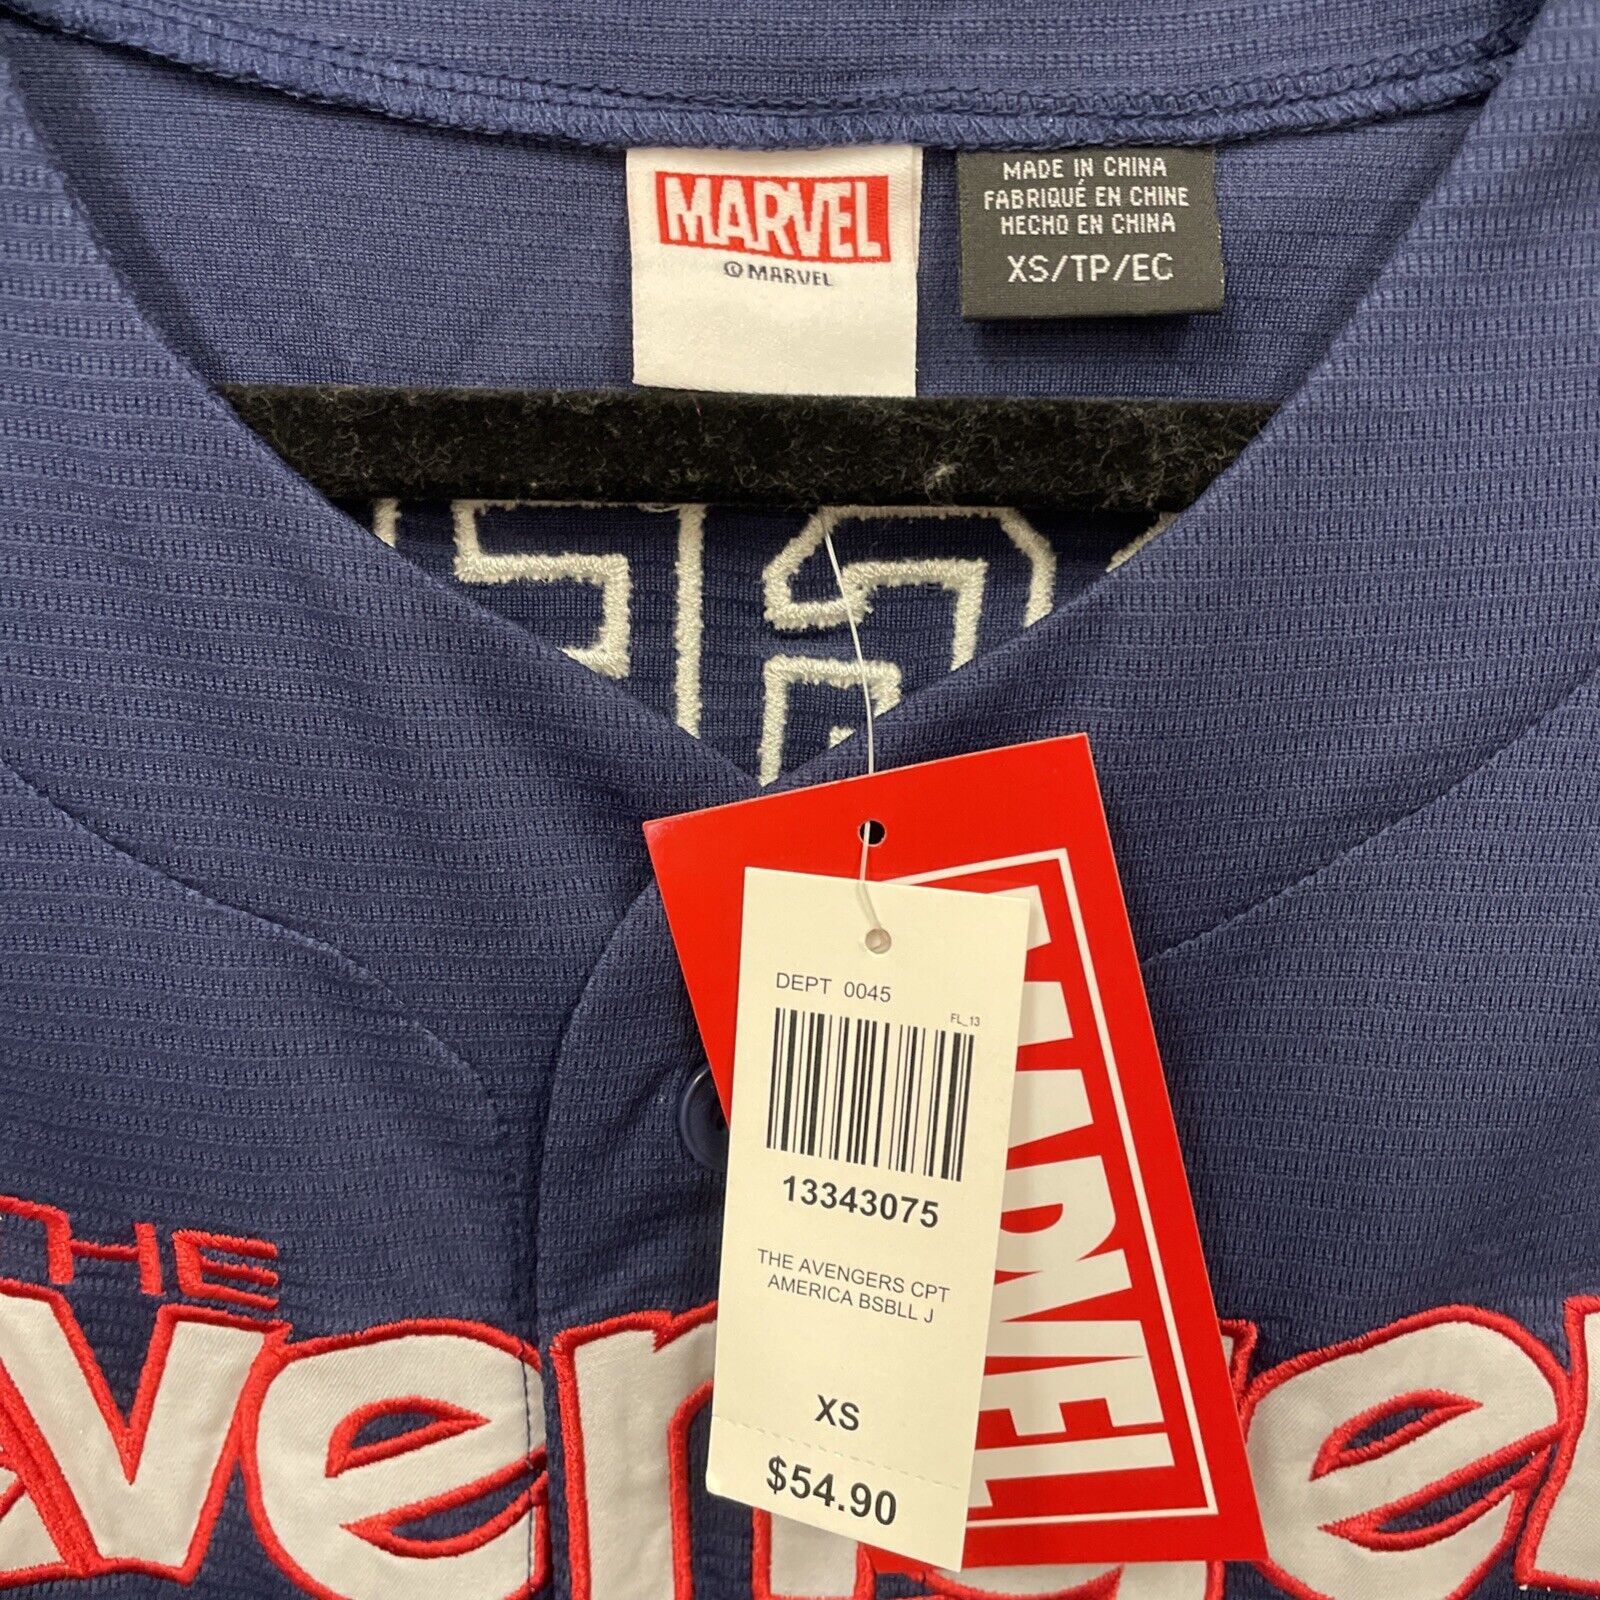 MARVEL
© MARVEL
MADE IN CHINA
FABRIQUÉ EN CHINE
HECHO EN CHINA
XS/TP/EC
MARVEL
DEPT 0045
FL_13
13343075
THE AVENGERS CPT
AMERICA BSBLL J
XS
$54.90
THE